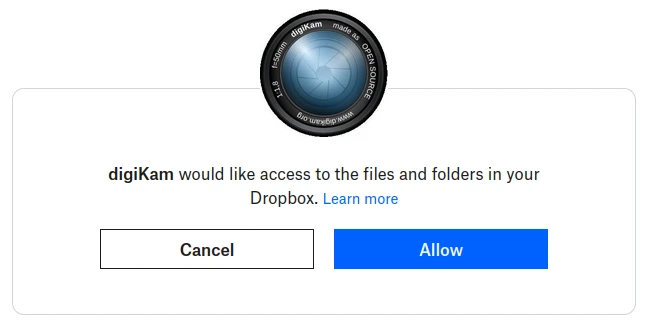 digiKam made as OPEN SOURCE
f=50mm
1:1.8
www.digikam.org
digiKam would like access to the files and folders in your
Dropbox. Learn more
Cancel Allow